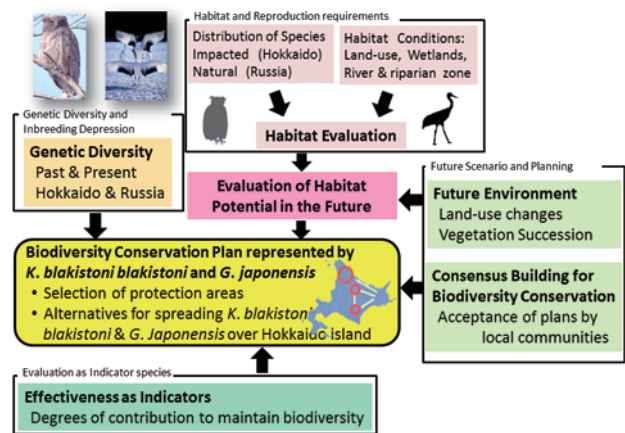 Habitat and Reproduction requirements
Distribution of Species
Impacted (Hokkaido)
Natural (Russia)
Habitat Conditions:
Land-use, Wetlands,
River & riparian zone
Habitat Evaluation
Genetic Diversity and
Inbreeding Depression
Genetic Diversity
Past & Present
Hokkaido & Russia
Evaluation of Habitat
Potential in the Future
Future Scenario and Planning
Future Environment
Land-use changes
Vegetation Succession
Consensus Building for
Biodiversity Conservation
Acceptance of plans by
local communities
Biodiversity Conservation Plan represented by
K. blakistoni blakistoni and G. japonensis
• Selection of protection areas
• Alternatives for spreading K. blakistoni
blakistoni & G. Japonensis over Hokkaido island
Evaluation as Indicator species
Effectiveness as Indicators
Degrees of contribution to maintain biodiversity